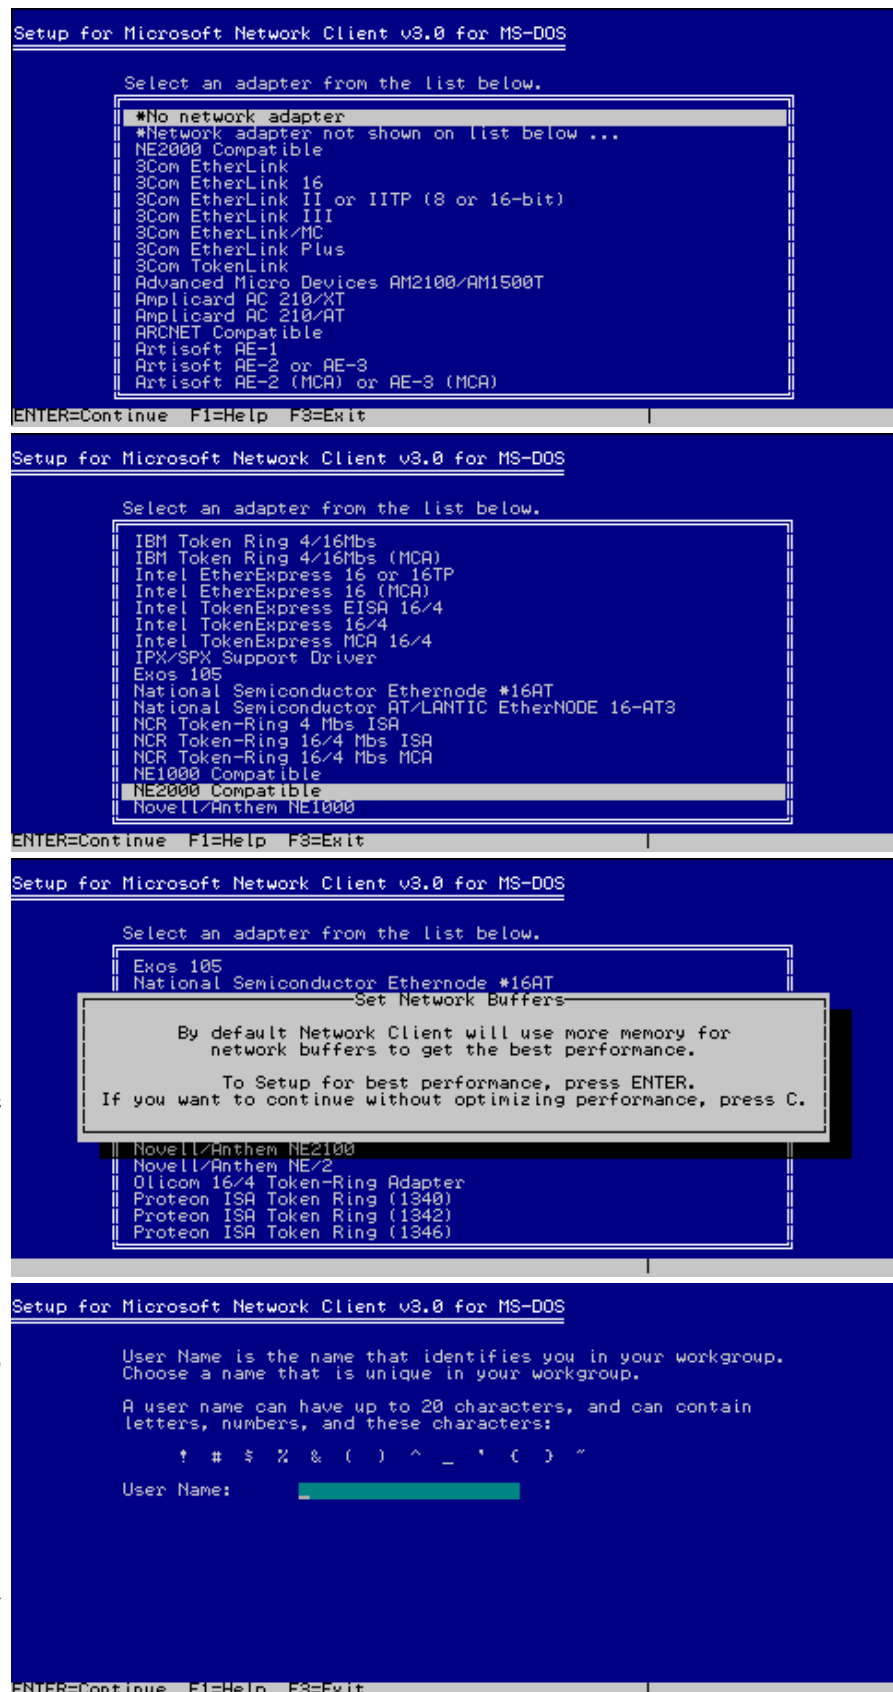 Setup for Microsoft Network Client v3.0 for MS-DOS
Select an adapter from the list below.
*No network adapter
*Network adapter not shown on list below ...
NE2000 Compatible
3Com EtherLink
3Com EtherLink 16
3Com EtherLink II or IITP (8 or 16-bit)
3Com EtherLink III
3Com EtherLink/MC
3Com EtherLink Plus
3Com TokenLink
Advanced Micro Devices AM2100/AM1500T
Amplicard AC 210/XT
Amplicard AC 210/AT
ARCNET Compatible
Artisoft AE-1
Artisoft AE-2 or AE-3
Artisoft AE-2 (MCA) or AE-3 (MCA)
ENTER=Continue F1=Help F3=Exit
Setup for Microsoft Network Client v3.0 for MS-DOS
Select an adapter from the list below.
IBM Token Ring 4/16Mbs
IBM Token Ring 4/16Mbs (MCA)
Intel EtherExpress 16 or 16TP
Intel EtherExpress 16 (MCA)
Intel TokenExpress EISA 16/4
Intel TokenExpress 16/4
Intel TokenExpress MCA 16/4
IPX/SPX Support Driver
Exos 105
National Semiconductor Ethernode *16AT
National Semiconductor AT/LANTIC EtherNODE 16-AT3
NCR Token-Ring 4 Mbs ISA
NCR Token-Ring 16/4 Mbs ISA
NCR Token-Ring 16/4 Mbs MCA
NE1000 Compatible
NE2000 Compatible
Novell/Anthem NE1000
ENTER=Continue F1=Help F3=Exit
Setup for Microsoft Network Client v3.0 for MS-DOS
Select an adapter from the list below.
Exos 105
National Semiconductor Ethernode *16AT
Set Network Buffers
By default Network Client will use more memory for
network buffers to get the best performance.
To Setup for best performance, press ENTER.
If you want to continue without optimizing performance, press C.
Novell/Anthem NE2100
Novell/Anthem NE/2
Olicom 16/4 Token-Ring Adapter
Proteon ISA Token Ring (1340)
Proteon ISA Token Ring (1342)
Proteon ISA Token Ring (1346)
Setup for Microsoft Network Client v3.0 for MS-DOS
User Name is the name that identifies you in your workgroup.
Choose a name that is unique in your workgroup.
A user name can have up to 20 characters, and can contain
letters, numbers, and these characters:
! # $ % & ( ) ^ _ ' { } ~
User Name:
ENTER=Continue F1=Help F3=Exit